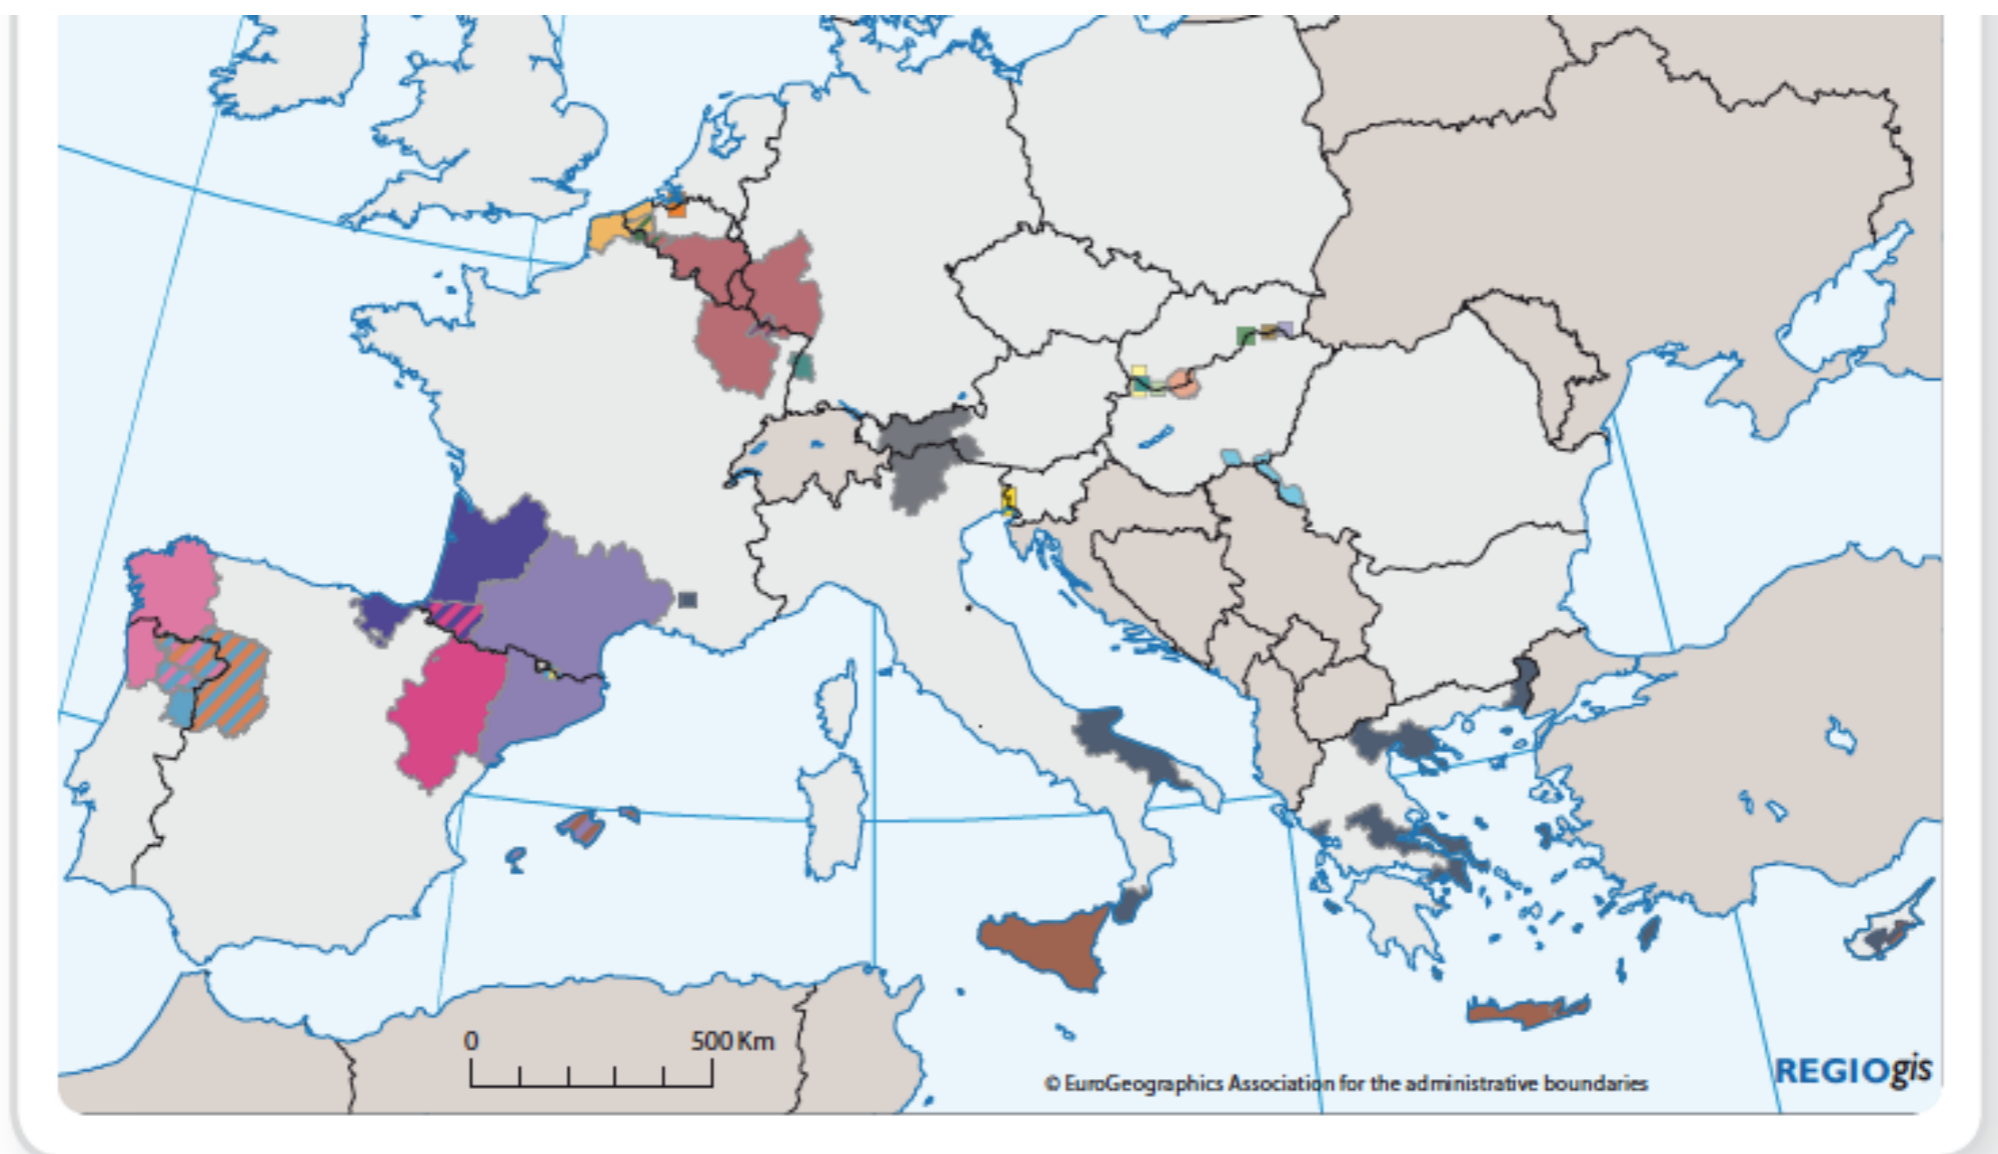 0 500 Km
© EuroGeographics Association for the administrative boundaries
REGIOgis